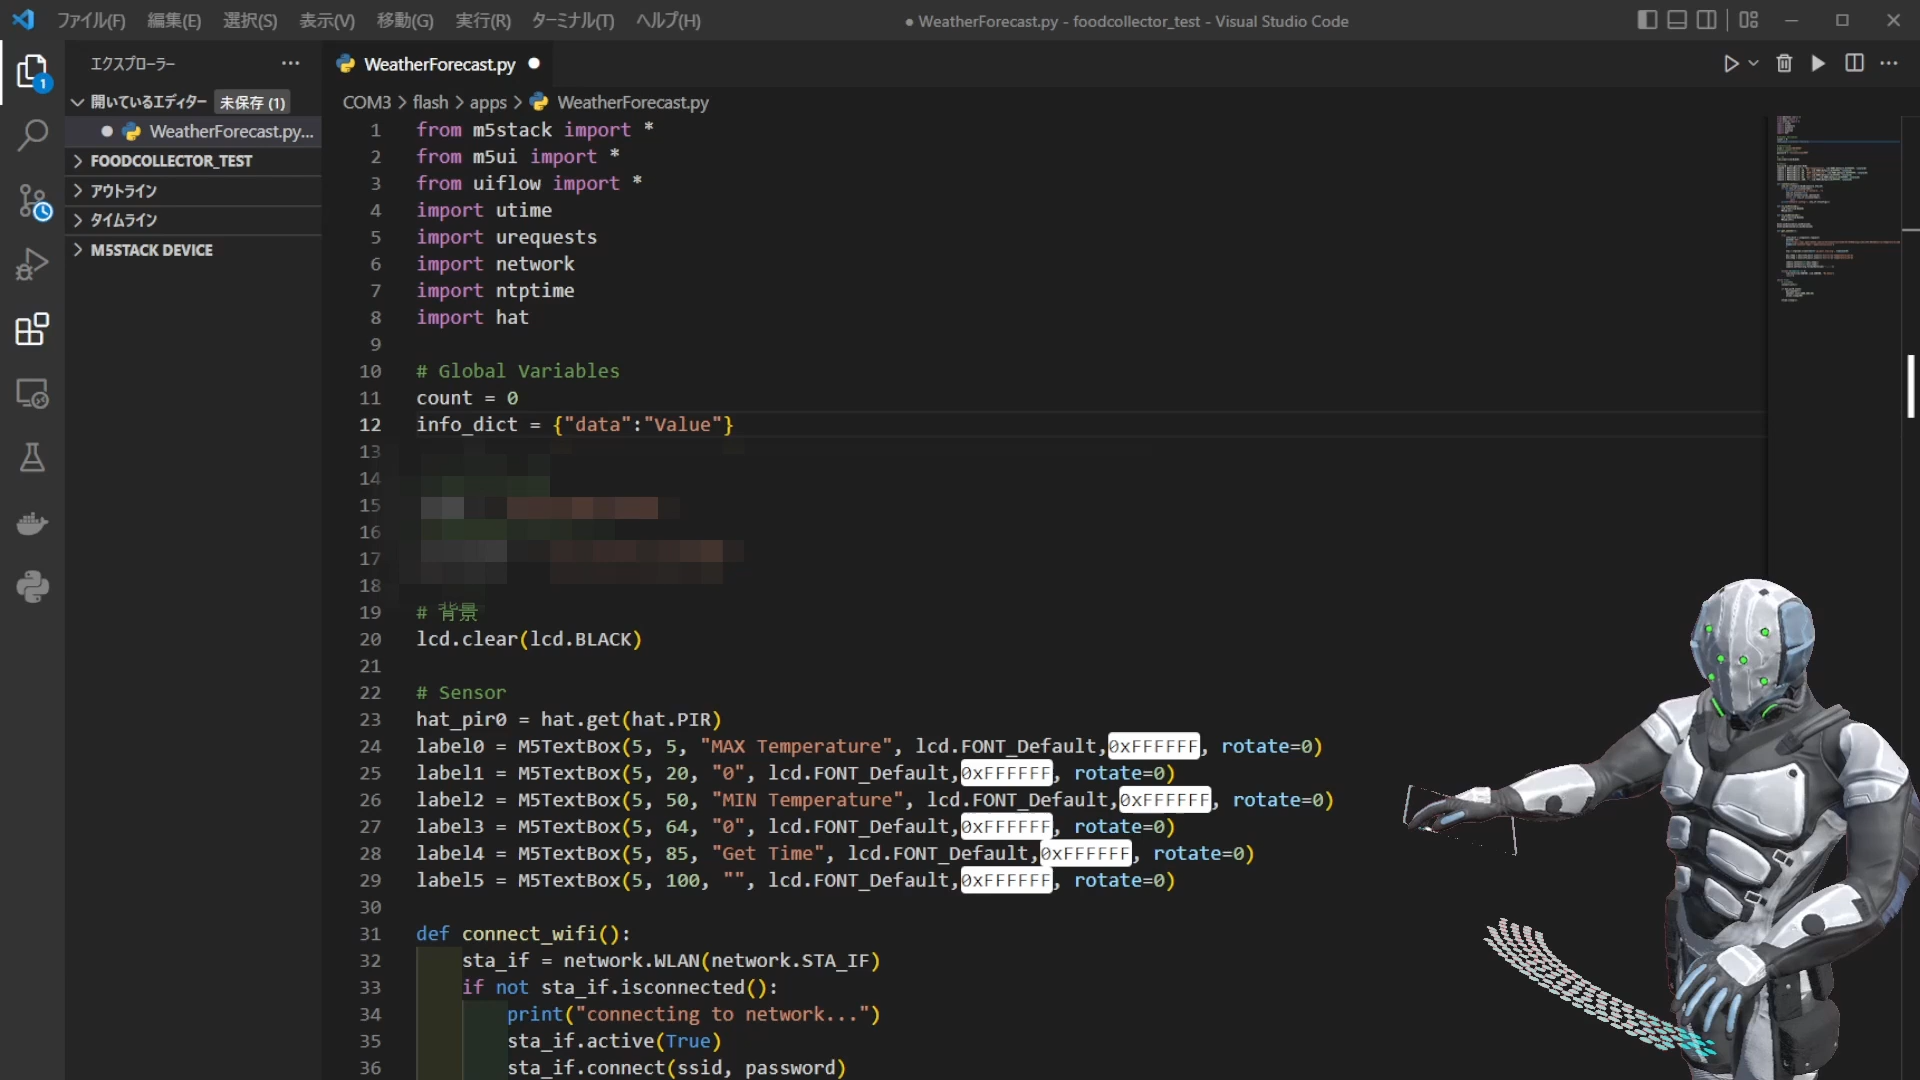 ファイル(F) 編集(E) 選択(S) 表示(V) 移動(G) 実行(R) ターミナル(T) ヘルプ(H)
● WeatherForecast.py - foodcollector_test - Visual Studio Code
エクスプローラー
WeatherForecast.py ●
開いているエディター 未保存 (1)
● WeatherForecast.py...
FOODCOLLECTOR_TEST
アウトライン
タイムライン
M5STACK DEVICE
1
COM3 > flash > apps > WeatherForecast.py
1 from m5stack import *
2 from m5ui import *
3 from uiflow import *
4 import utime
5 import urequests
6 import network
7 import ntptime
8 import hat
9
10 # Global Variables
11 count = 0
12 info_dict = {"data":"Value"}
13
14
15
16
17
18
19 # 背景
20 lcd.clear(lcd.BLACK)
21
22 # Sensor
23 hat_pir0 = hat.get(hat.PIR)
24 label0 = M5TextBox(5, 5, "MAX Temperature", lcd.FONT_Default,0xFFFFFF, rotate=0)
25 label1 = M5TextBox(5, 20, "0", lcd.FONT_Default,0xFFFFFF, rotate=0)
26 label2 = M5TextBox(5, 50, "MIN Temperature", lcd.FONT_Default,0xFFFFFF, rotate=0)
27 label3 = M5TextBox(5, 64, "0", lcd.FONT_Default,0xFFFFFF, rotate=0)
28 label4 = M5TextBox(5, 85, "Get Time", lcd.FONT_Default,0xFFFFFF, rotate=0)
29 label5 = M5TextBox(5, 100, "", lcd.FONT_Default,0xFFFFFF, rotate=0)
30
31 def connect_wifi():
32 sta_if = network.WLAN(network.STA_IF)
33 if not sta_if.isconnected():
34 print("connecting to network...")
35 sta_if.active(True)
36 sta_if.connect(ssid, password)